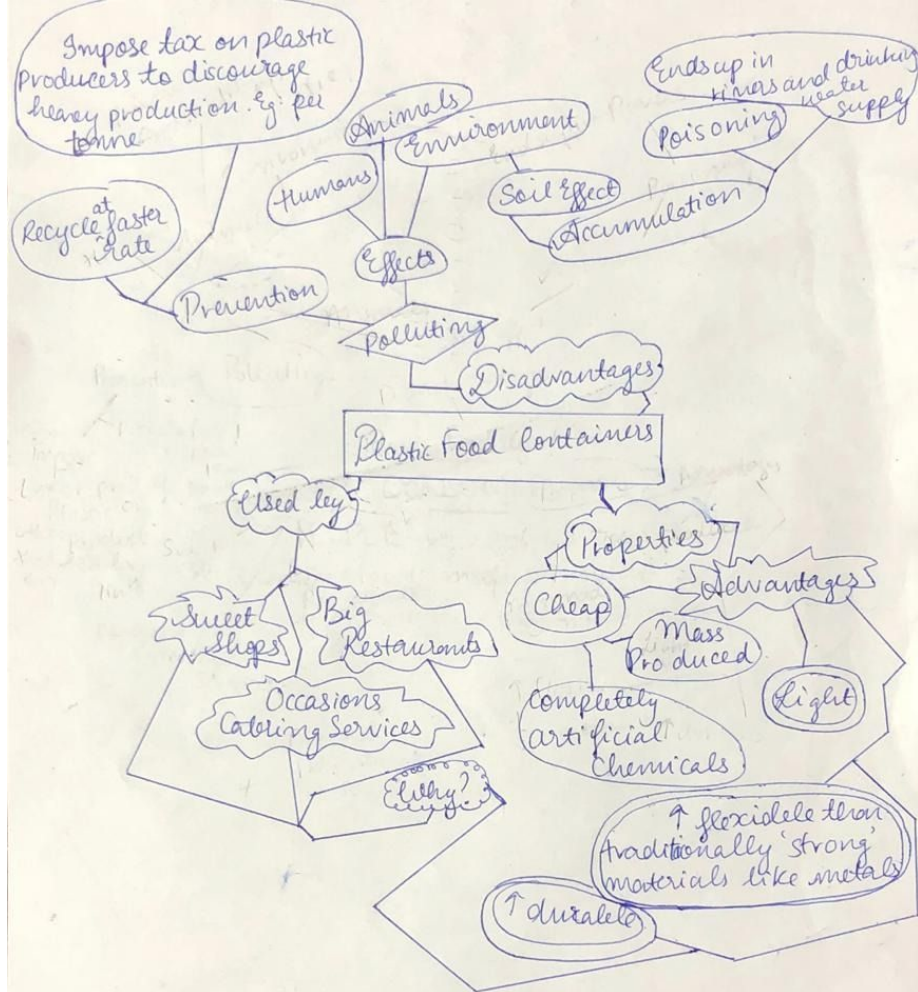 Impose tax on plastic
producers to discourage
heavy production. Eg: per
tonne
Animals
Environment
Ends up in
rivers and drinking
water
supply
Poisoning
Humans
Soil Effect
Accumulation
Recycle at faster
rate
Effects
Prevention
Polluting
Disadvantages
Plastic Food Containers
Used by
Properties
Advantages
Cheap
Sweet
Shops
Big
Restaurants
Mass
Produced
Light
Occasions
Catering Services
Completely
artificial
Chemicals
Why?
↑ flexible than
traditionally 'strong'
materials like metals
↑ durable